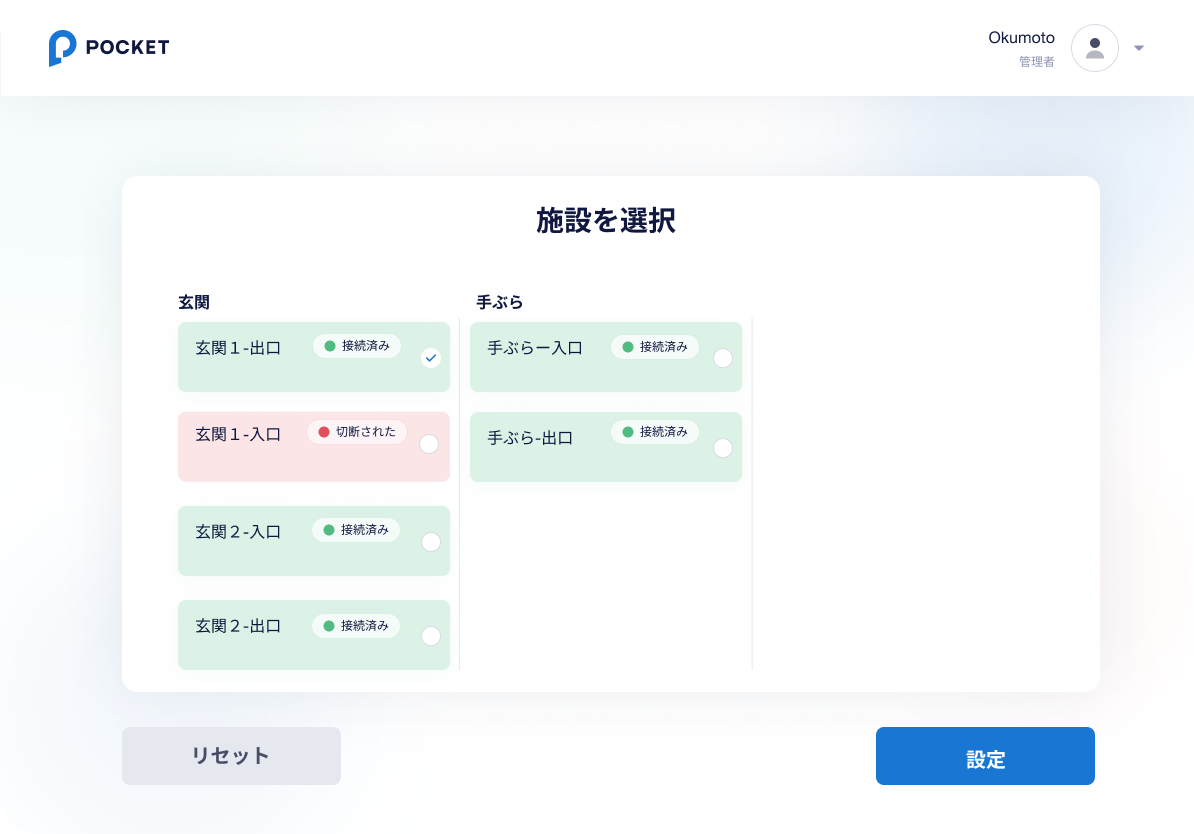 POCKET
Okumoto
管理者
施設を選択
玄関
手ぶら
玄関１-出口
接続済み
手ぶらー入口
接続済み
玄関１-入口
切断された
手ぶら-出口
接続済み
玄関２-入口
接続済み
玄関２-出口
接続済み
リセット
設定